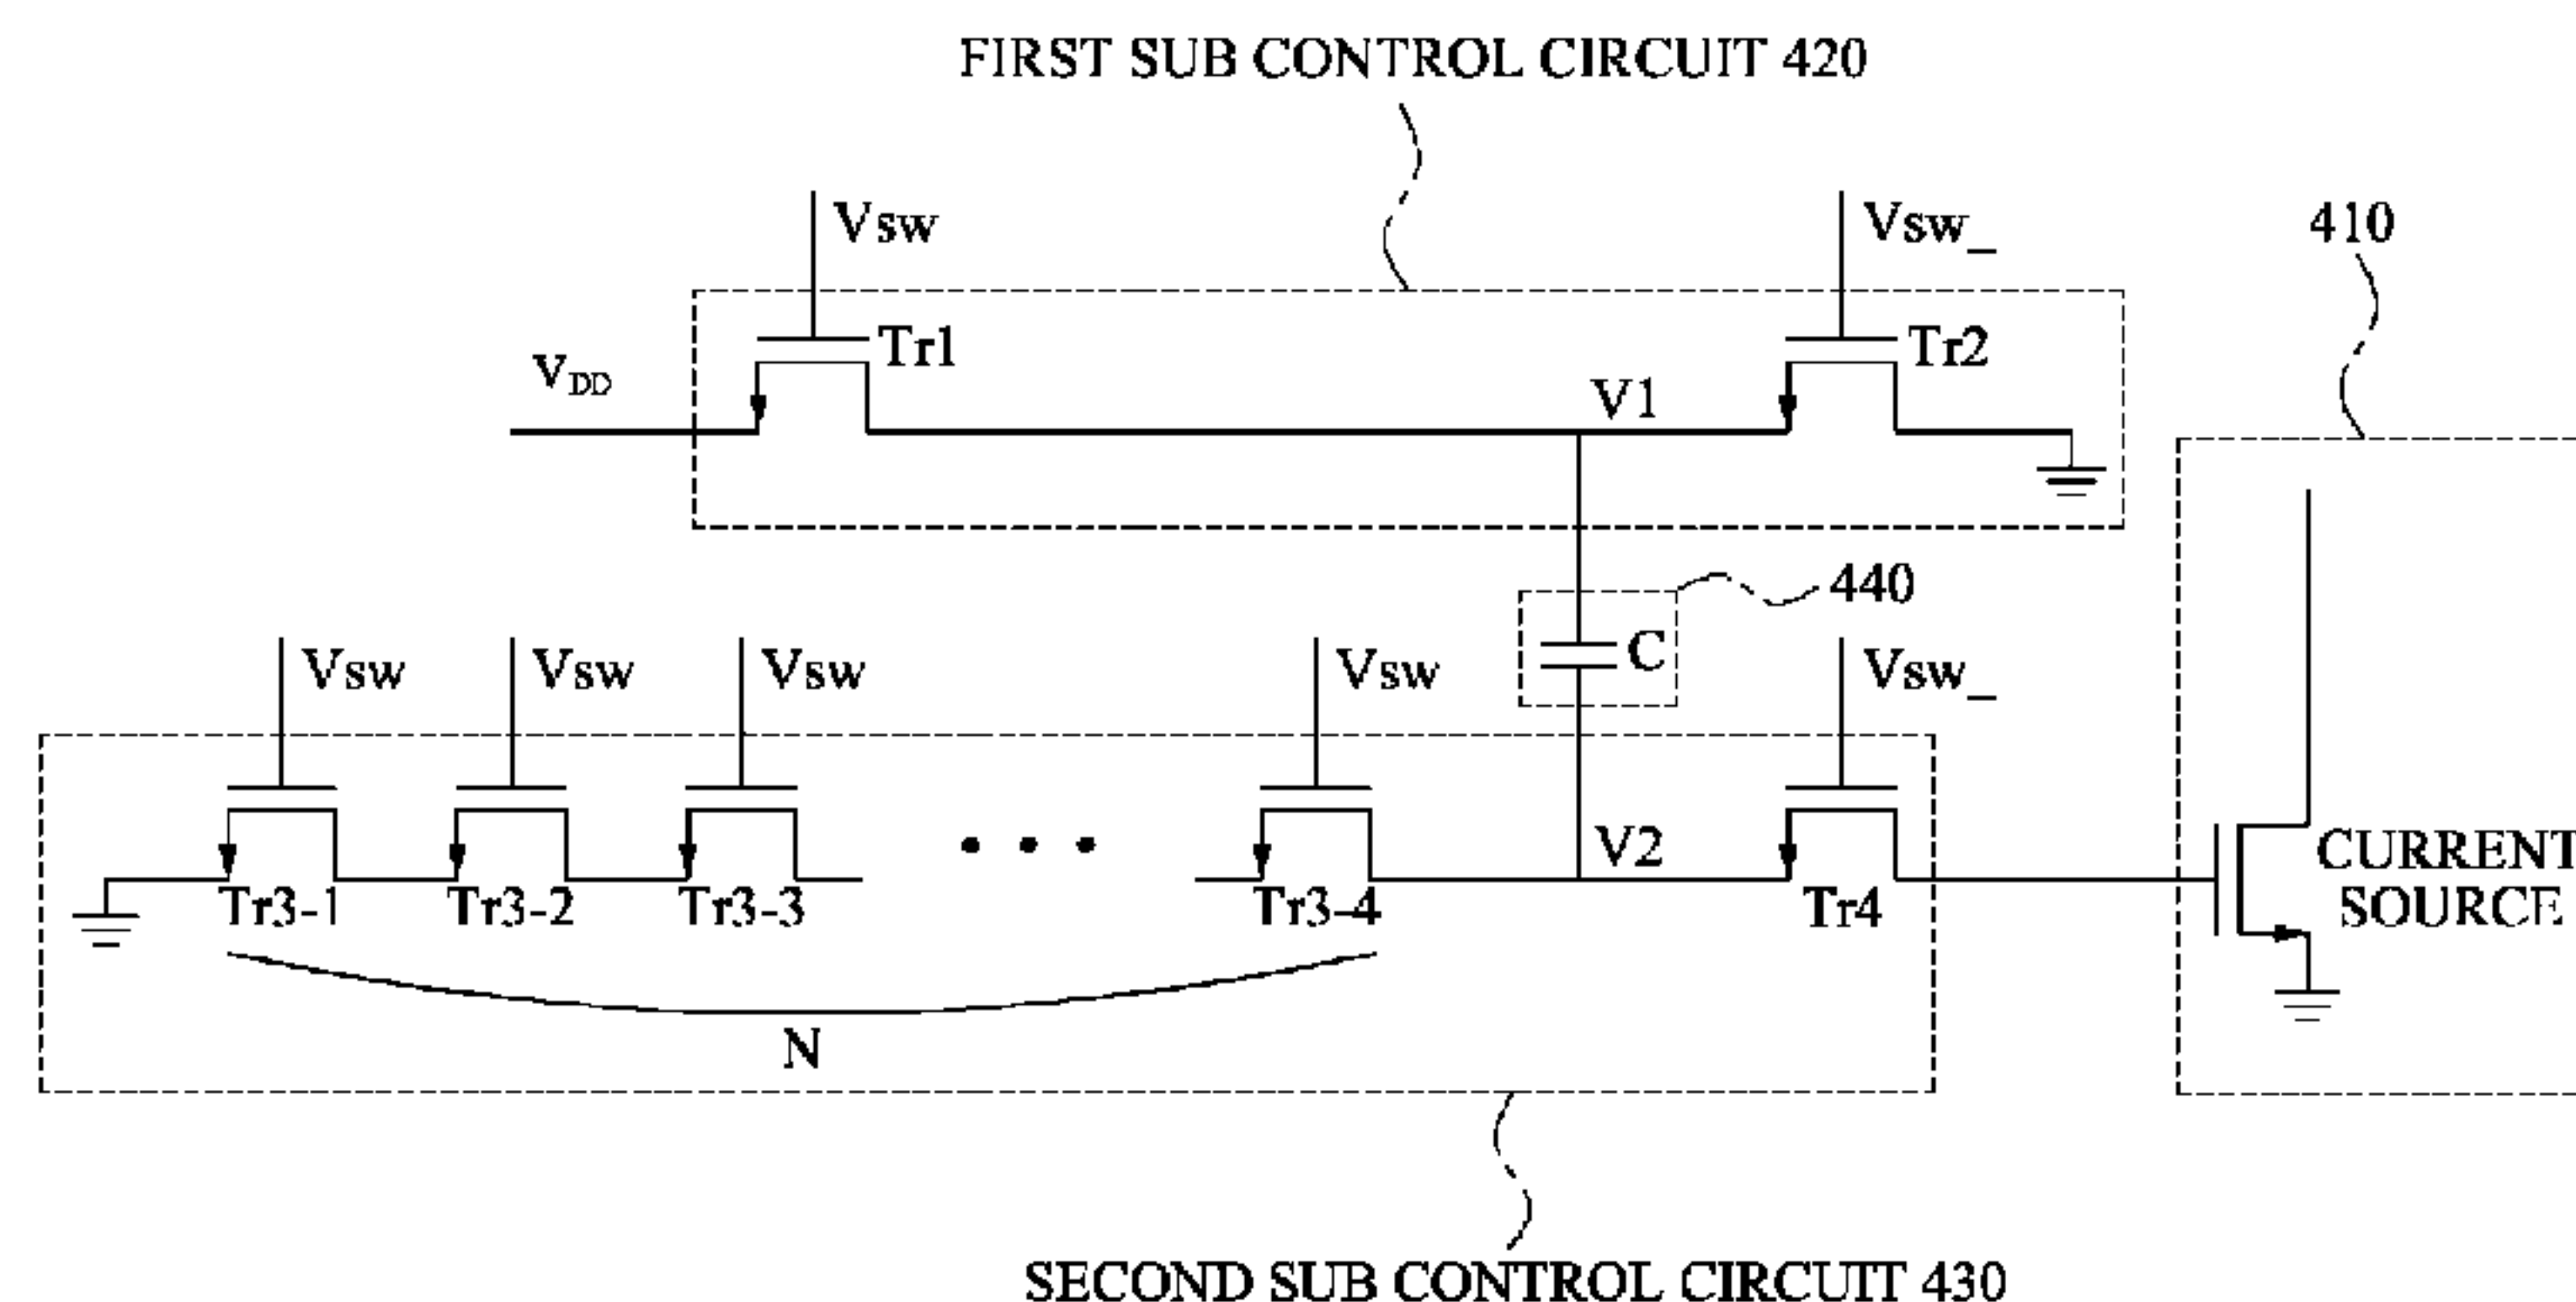 FIRST SUB CONTROL CIRCUIT 420
Vsw
Vsw_
410
Tr1
Tr2
VDD
V1
440
C
Vsw
Vsw
Vsw
Vsw
Vsw_
V2
Tr3-1
Tr3-2
Tr3-3
Tr3-4
Tr4
CURRENT
SOURCE
N
SECOND SUB CONTROL CIRCUIT 430